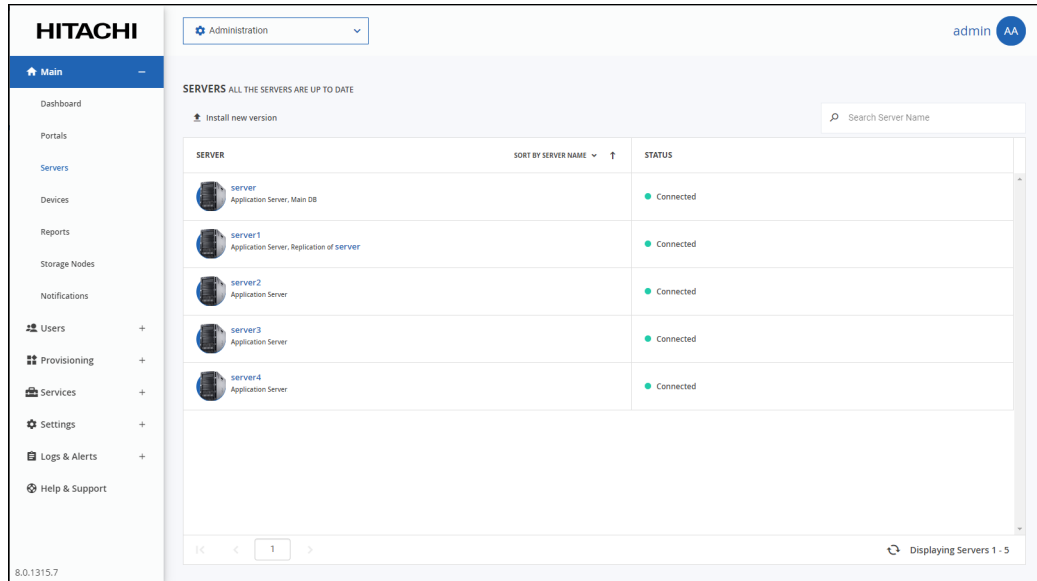 HITACHI
Administration
admin AA
Main
Dashboard
Portals
Servers
Devices
Reports
Storage Nodes
Notifications
Users
Provisioning
Services
Settings
Logs & Alerts
Help & Support
8.0.1315.7
SERVERS ALL THE SERVERS ARE UP TO DATE
Install new version
Search Server Name
SERVER SORT BY SERVER NAME STATUS
server
Application Server, Main DB
Connected
server1
Application Server, Replication of server
Connected
server2
Application Server
Connected
server3
Application Server
Connected
server4
Application Server
Connected
1
Displaying Servers 1 - 5